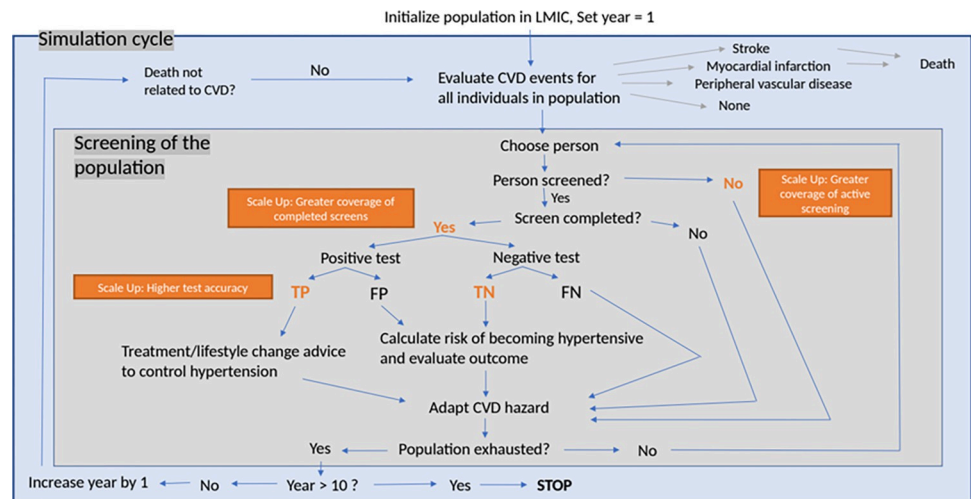 Initialize population in LMIC, Set year = 1
Simulation cycle
Death not
related to CVD?
No
Evaluate CVD events for
all individuals in population
Stroke
Myocardial infarction
Peripheral vascular disease
None
Death
Screening of the
population
Choose person
Person screened?
Yes
No
Scale Up: Greater
coverage of active
screening
Scale Up: Greater coverage of
completed screens
Screen completed?
Yes
No
Positive test
Negative test
Scale Up: Higher test accuracy
TP
FP
TN
FN
Treatment/lifestyle change advice
to control hypertension
Calculate risk of becoming hypertensive
and evaluate outcome
Adapt CVD hazard
Yes
Population exhausted?
No
Increase year by 1
No
Year > 10 ?
Yes
STOP